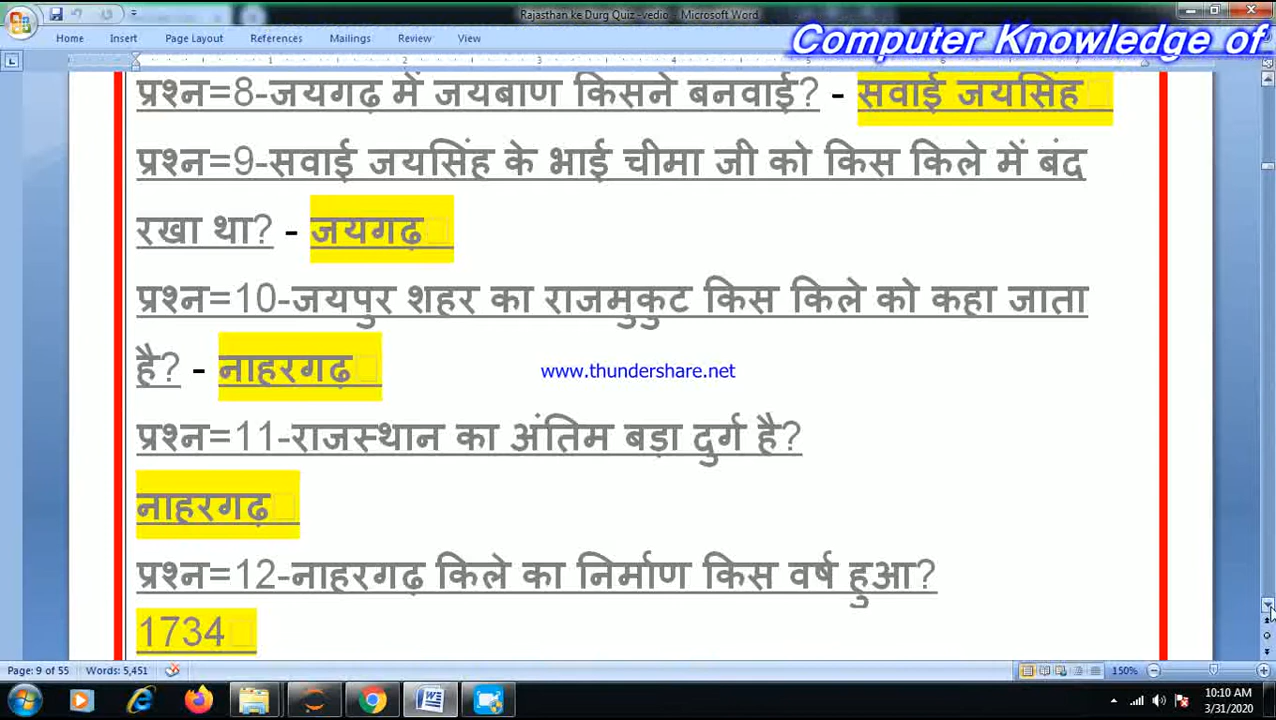 Rajasthan ke Durg Quiz -vedio - Microsoft Word
Home Insert Page Layout References Mailings Review View
Computer Knowledge of
प्रश्न=8-जयगढ़ में जयबाण किसने बनवाई? - सवाई जयसिंह
प्रश्न=9-सवाई जयसिंह के भाई चीमा जी को किस किले में बंद
रखा था? - जयगढ़
प्रश्न=10-जयपुर शहर का राजमुकुट किस किले को कहा जाता
है? - नाहरगढ़
www.thundershare.net
प्रश्न=11-राजस्थान का अंतिम बड़ा दुर्ग है?
नाहरगढ़
प्रश्न=12-नाहरगढ़ किले का निर्माण किस वर्ष हुआ?
1734
Page: 9 of 55 Words: 5,451 150%
10:10 AM
3/31/2020